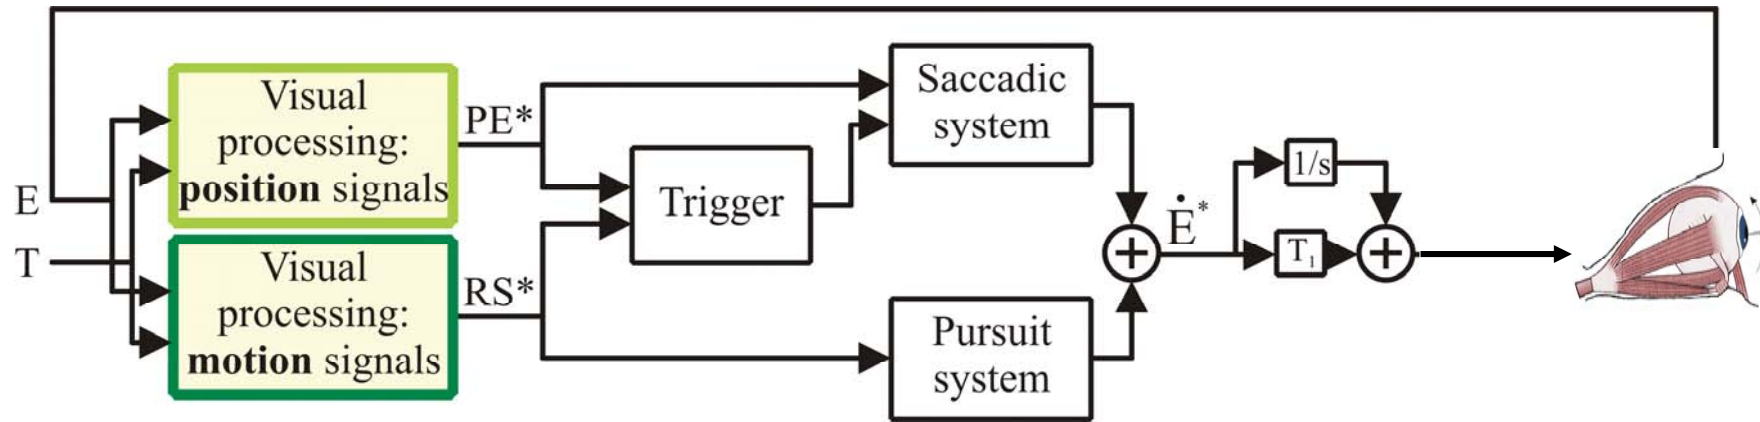 Visual
processing:
position signals
PE*
Saccadic
system
Trigger
1/s
E
T
Ė*
+
T₁
+
Visual
processing:
motion signals
RS*
Pursuit
system